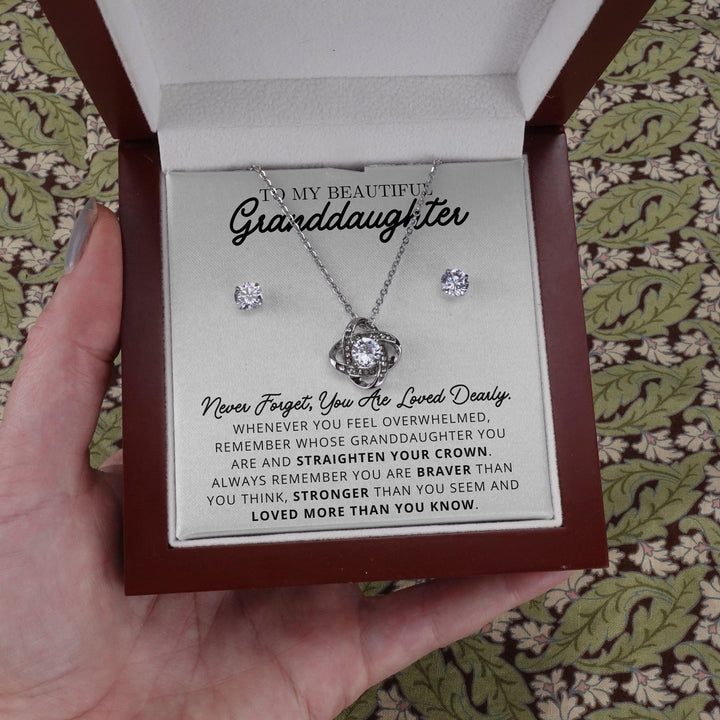 TO MY BEAUTIFUL
Granddaughter
Never Forget, You Are Loved Dearly.
WHENEVER YOU FEEL OVERWHELMED,
REMEMBER WHOSE GRANDDAUGHTER YOU
ARE AND STRAIGHTEN YOUR CROWN.
ALWAYS REMEMBER YOU ARE BRAVER THAN
YOU THINK, STRONGER THAN YOU SEEM AND
LOVED MORE THAN YOU KNOW.